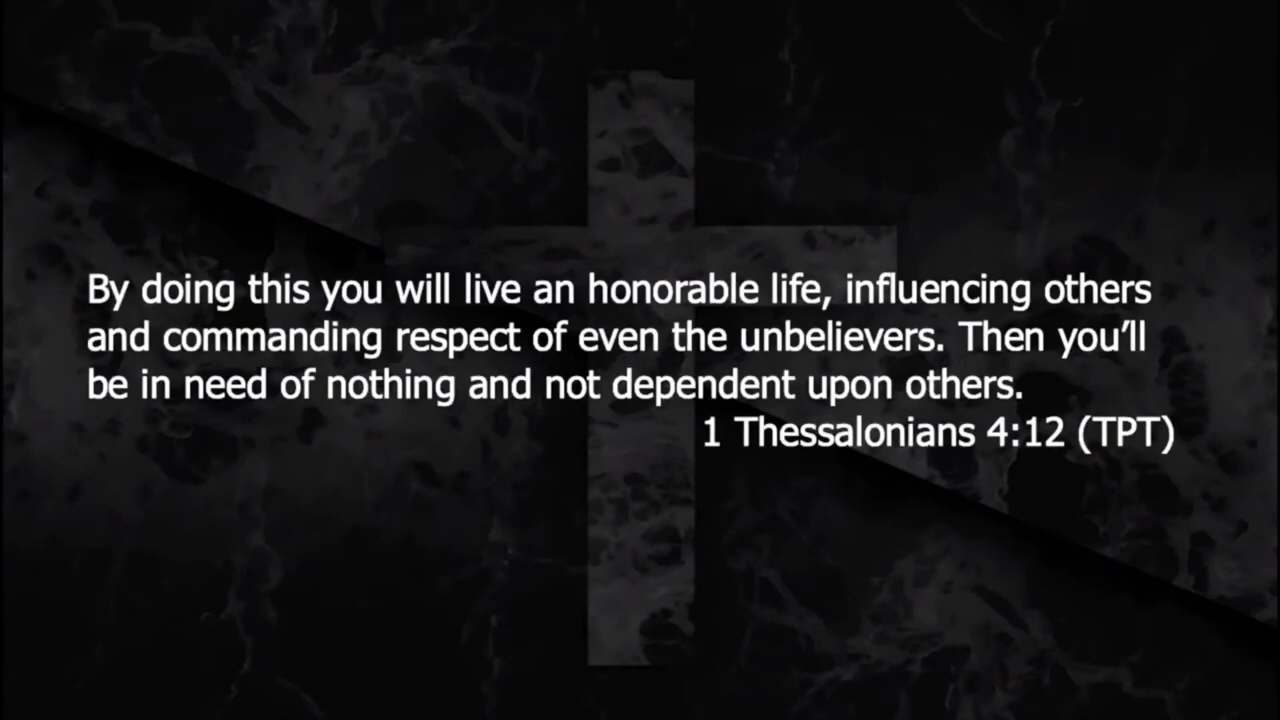 By doing this you will live an honorable life, influencing others
and commanding respect of even the unbelievers. Then you’ll
be in need of nothing and not dependent upon others.
1 Thessalonians 4:12 (TPT)